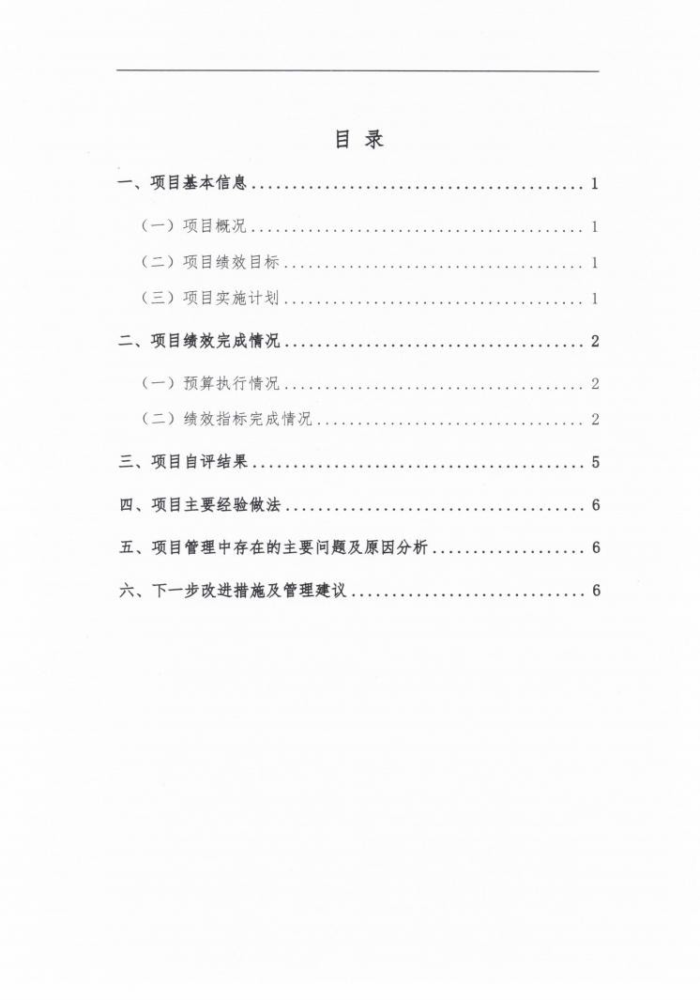 目 录
一、项目基本信息........................................ 1
（一）项目概况........................................ 1
（二）项目绩效目标.................................... 1
（三）项目实施计划.................................... 1
二、项目绩效完成情况.................................... 2
（一）预算执行情况.................................... 2
（二）绩效指标完成情况................................ 2
三、项目自评结果........................................ 5
四、项目主要经验做法.................................... 6
五、项目管理中存在的主要问题及原因分析.................. 6
六、下一步改进措施及管理建议............................ 6